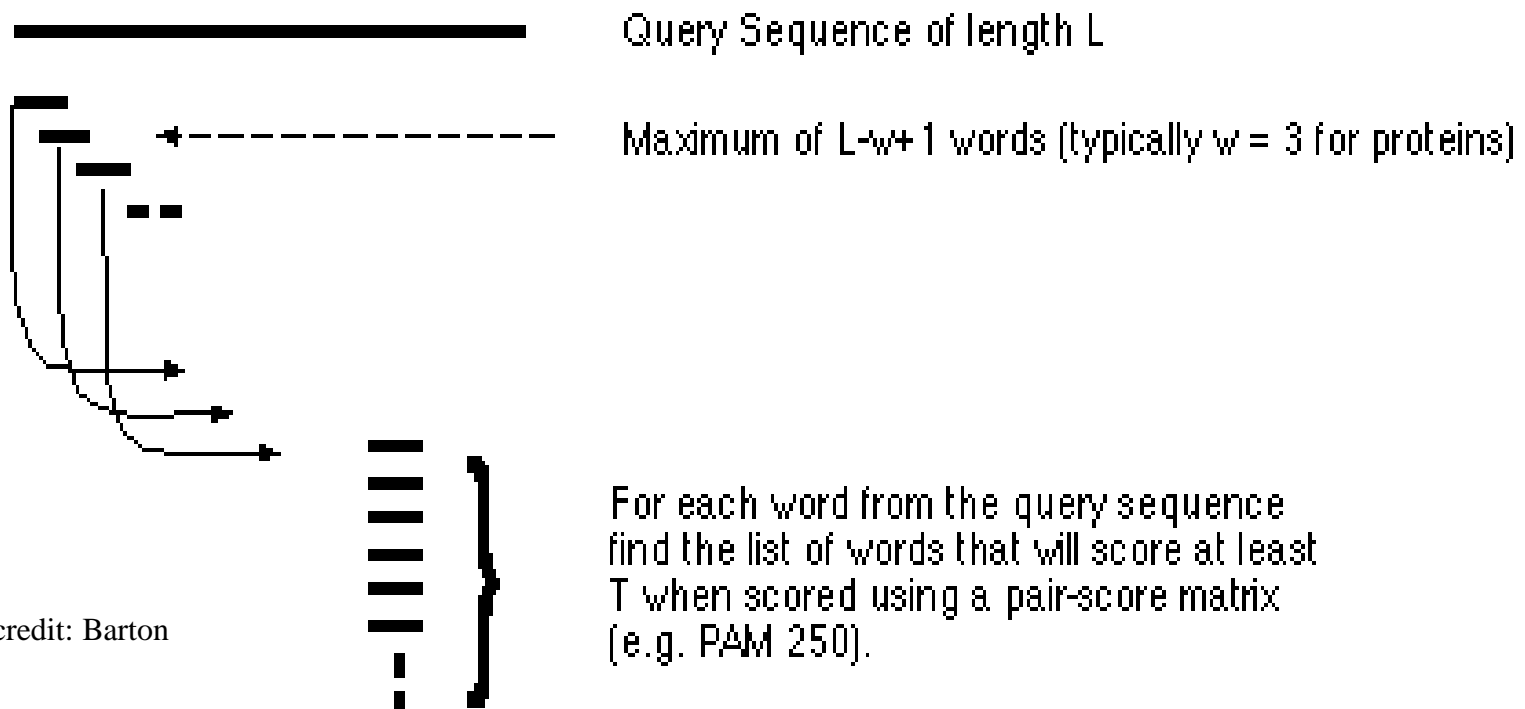 Query Sequence of length L
Maximum of L-w+1 words (typically w = 3 for proteins)
For each word from the query sequence
find the list of words that will score at least
T when scored using a pair-score matrix
(e.g. PAM 250).
credit: Barton